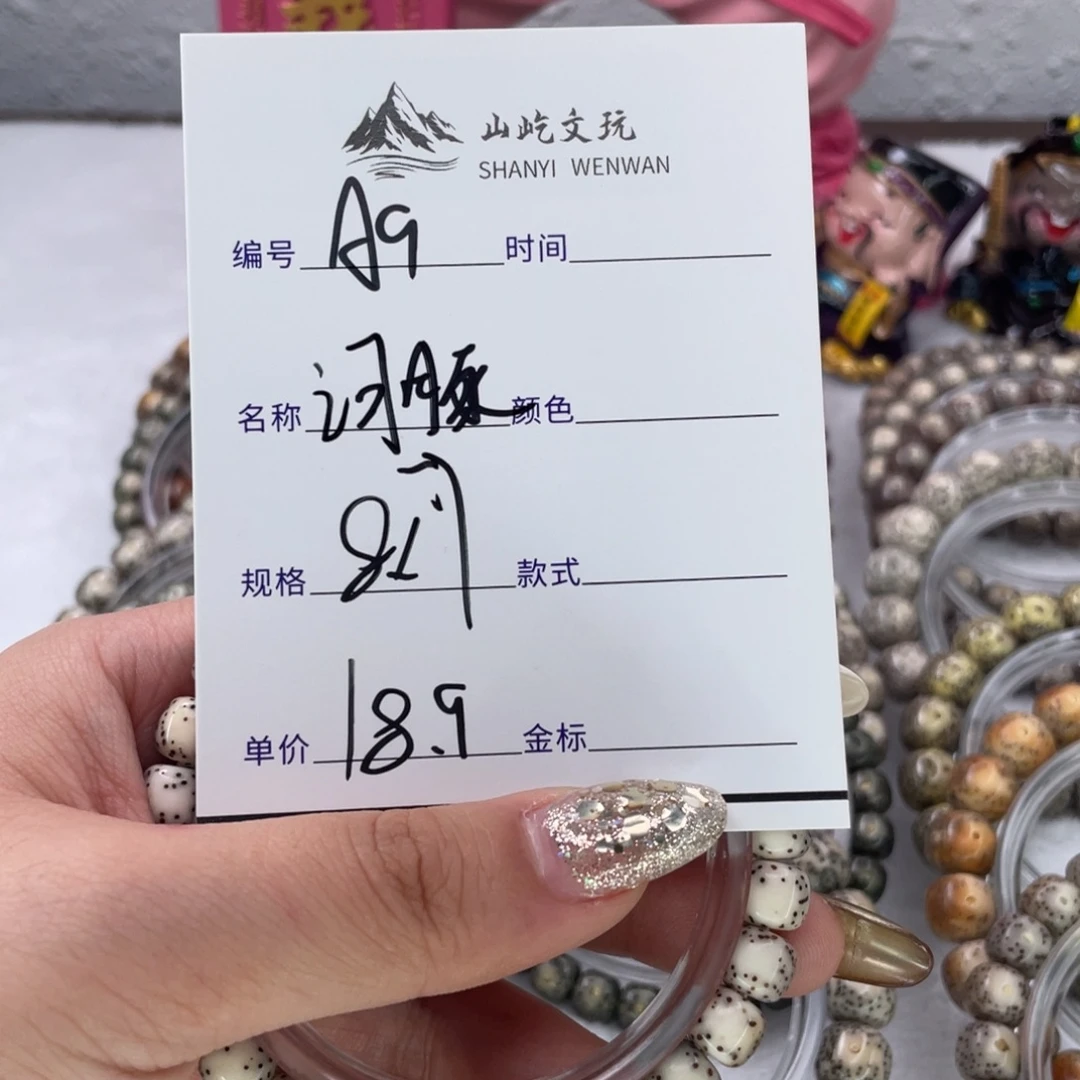 山屹文玩
SHANYI WENWAN
编号 A9 时间
名称 颜色
规格 8 款式
单价 18.9 金标